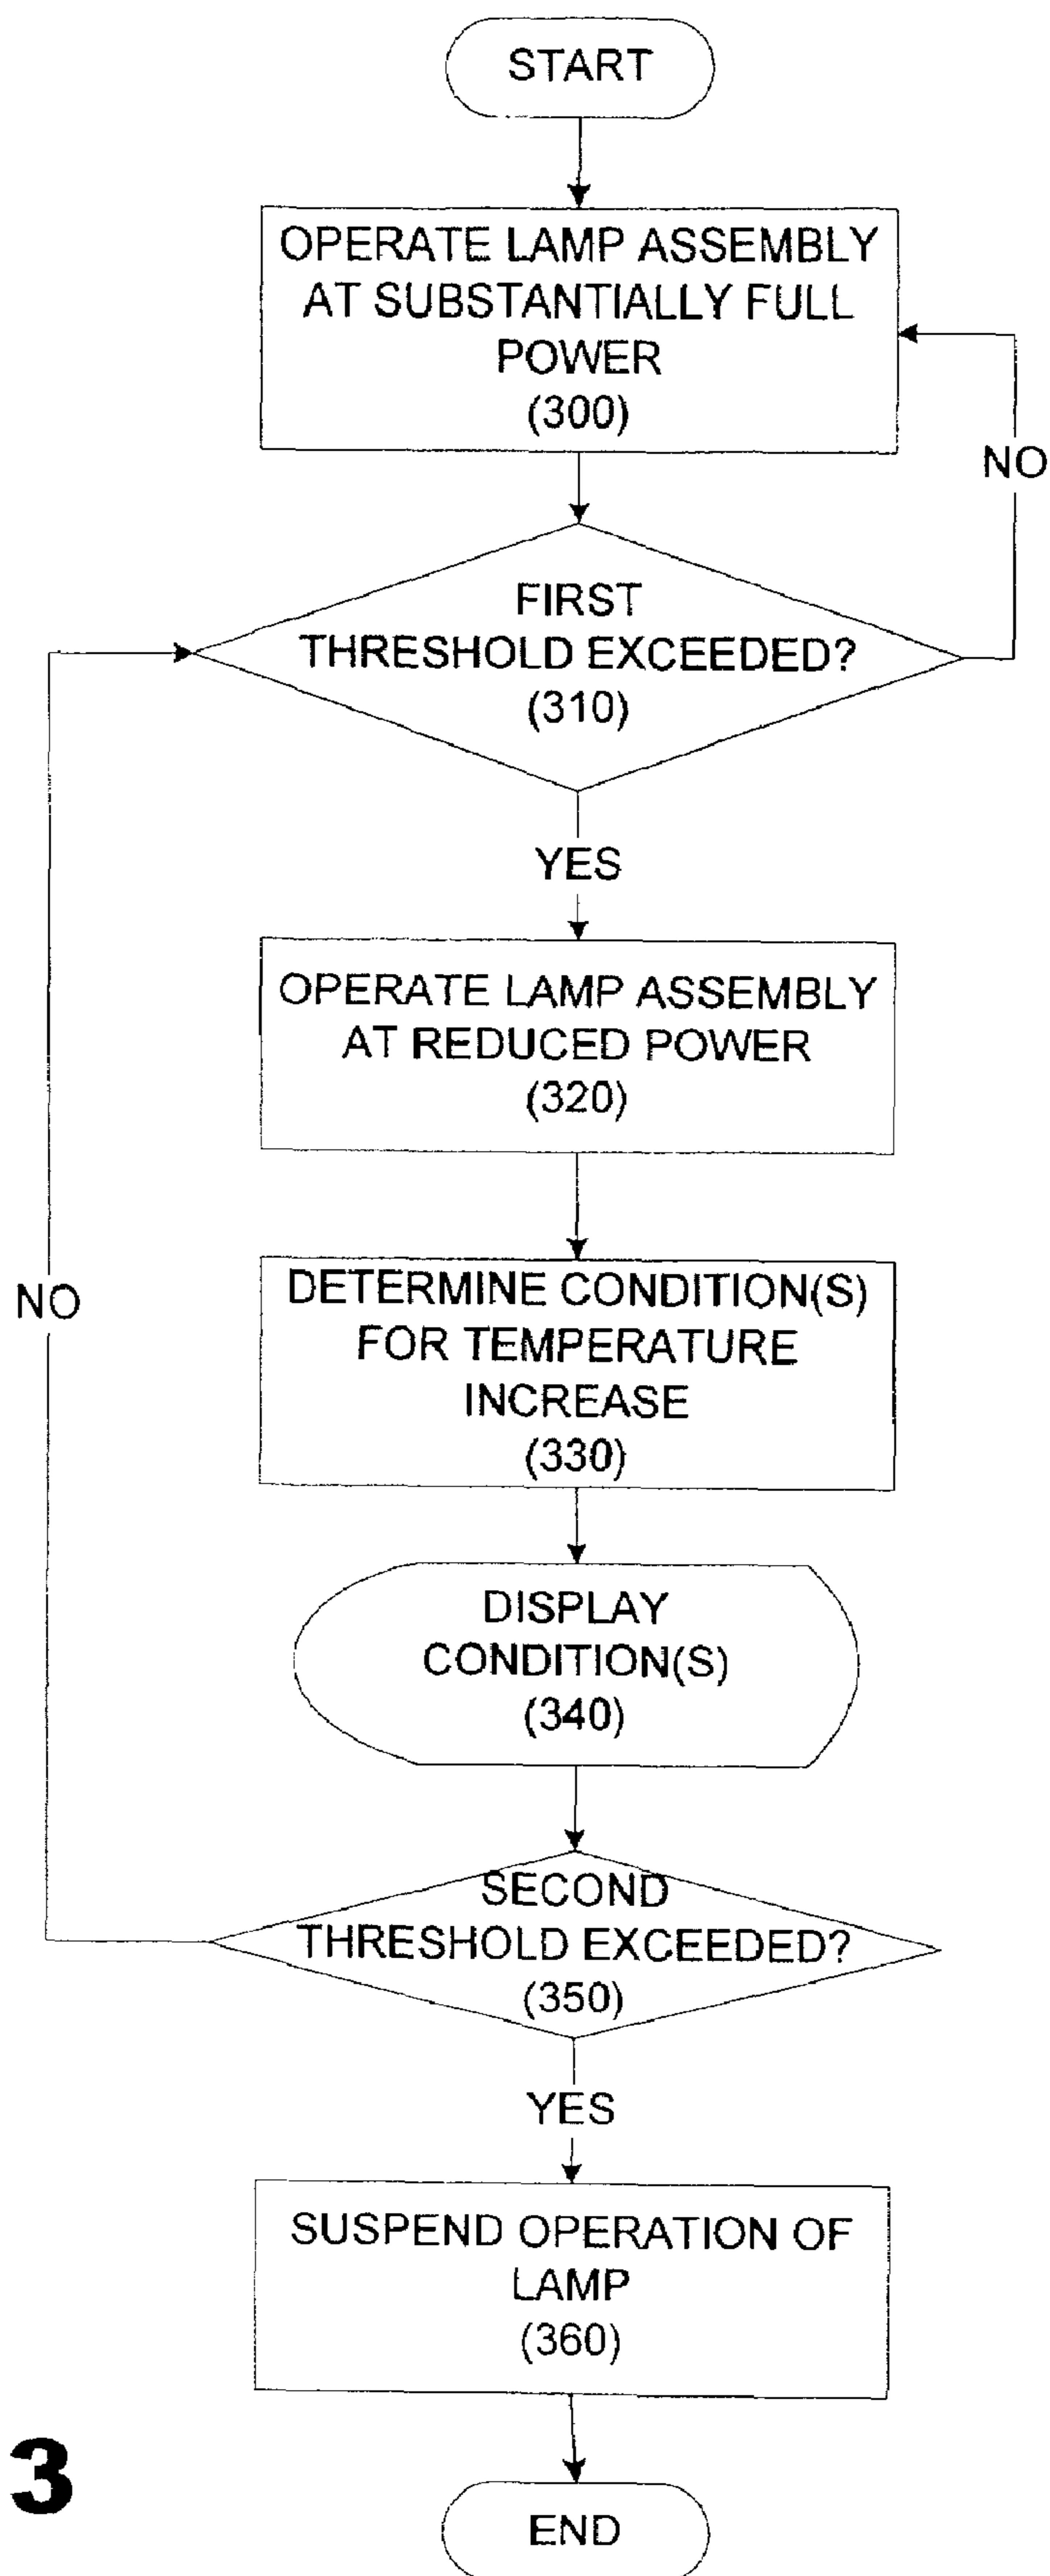 START
OPERATE LAMP ASSEMBLY
AT SUBSTANTIALLY FULL
POWER
(300)
NO
FIRST
THRESHOLD EXCEEDED?
(310)
YES
OPERATE LAMP ASSEMBLY
AT REDUCED POWER
(320)
DETERMINE CONDITION(S)
FOR TEMPERATURE
INCREASE
(330)
NO
DISPLAY
CONDITION(S)
(340)
SECOND
THRESHOLD EXCEEDED?
(350)
YES
SUSPEND OPERATION OF
LAMP
(360)
3
END